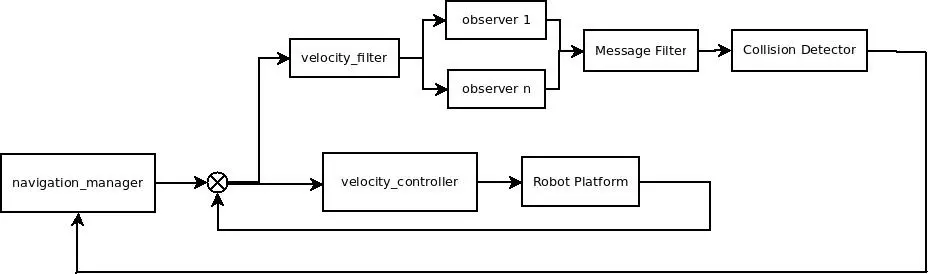 observer 1
velocity_filter
Message Filter
Collision Detector
observer n
navigation_manager
velocity_controller
Robot Platform